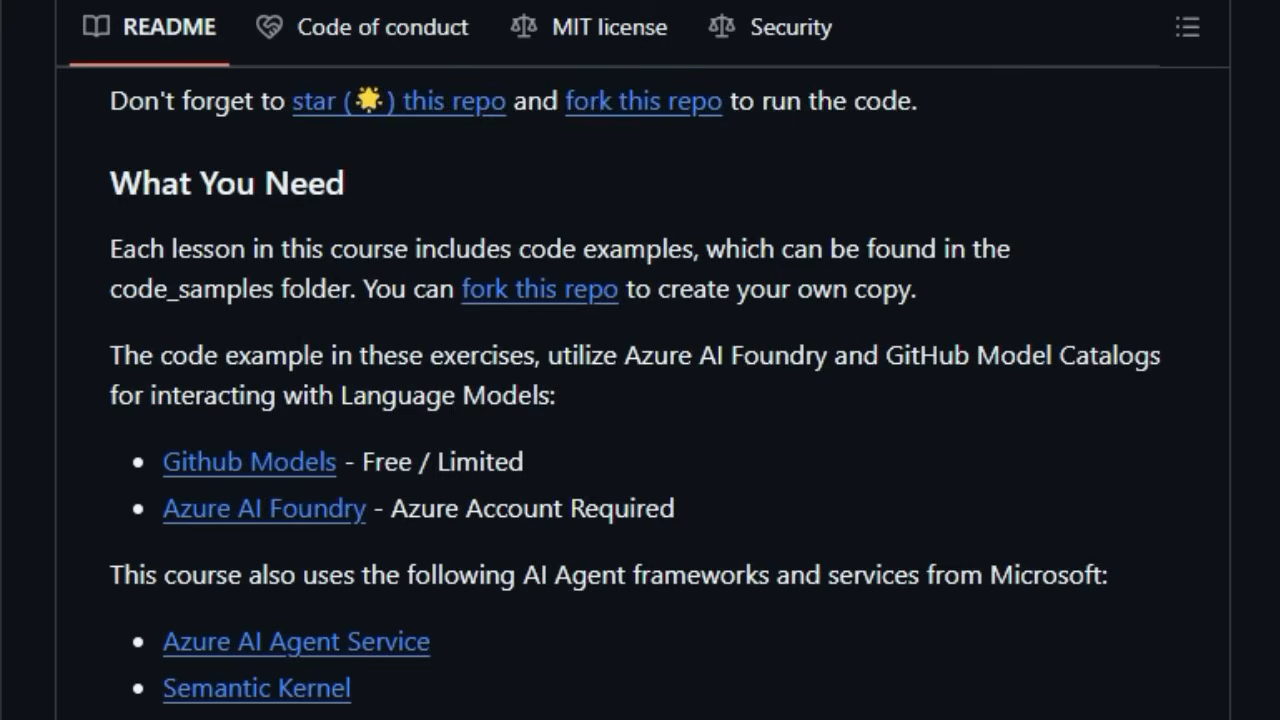 README Code of conduct MIT license Security
Don't forget to star (🌟) this repo and fork this repo to run the code.
What You Need
Each lesson in this course includes code examples, which can be found in the
code_samples folder. You can fork this repo to create your own copy.
The code example in these exercises, utilize Azure AI Foundry and GitHub Model Catalogs
for interacting with Language Models:
• Github Models - Free / Limited
• Azure AI Foundry - Azure Account Required
This course also uses the following AI Agent frameworks and services from Microsoft:
• Azure AI Agent Service
• Semantic Kernel